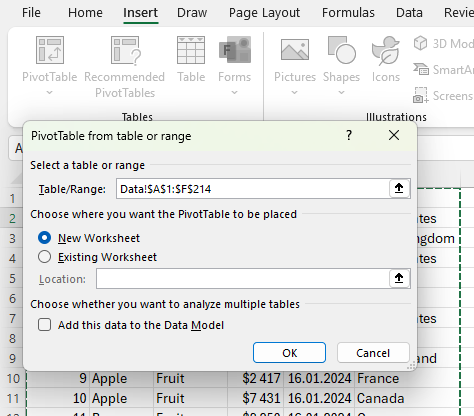 File Home Insert Draw Page Layout Formulas Data Revie
PivotTable Recommended PivotTables Table Forms Pictures Shapes Icons 3D Mod
SmartAr
Screens
Tables Illustrations
A
PivotTable from table or range ? ×
Select a table or range
Table/Range: Data!$A$1:$F$214
Choose where you want the PivotTable to be placed
New Worksheet
Existing Worksheet
Location:
Choose whether you want to analyze multiple tables
Add this data to the Data Model
OK Cancel
1
2 tes
3 ngdom
4 tes
5
6
7 tes
8
9 and
10 9 Apple Fruit $2 417 16.01.2024 France
11 10 Apple Fruit $7 431 16.01.2024 Canada